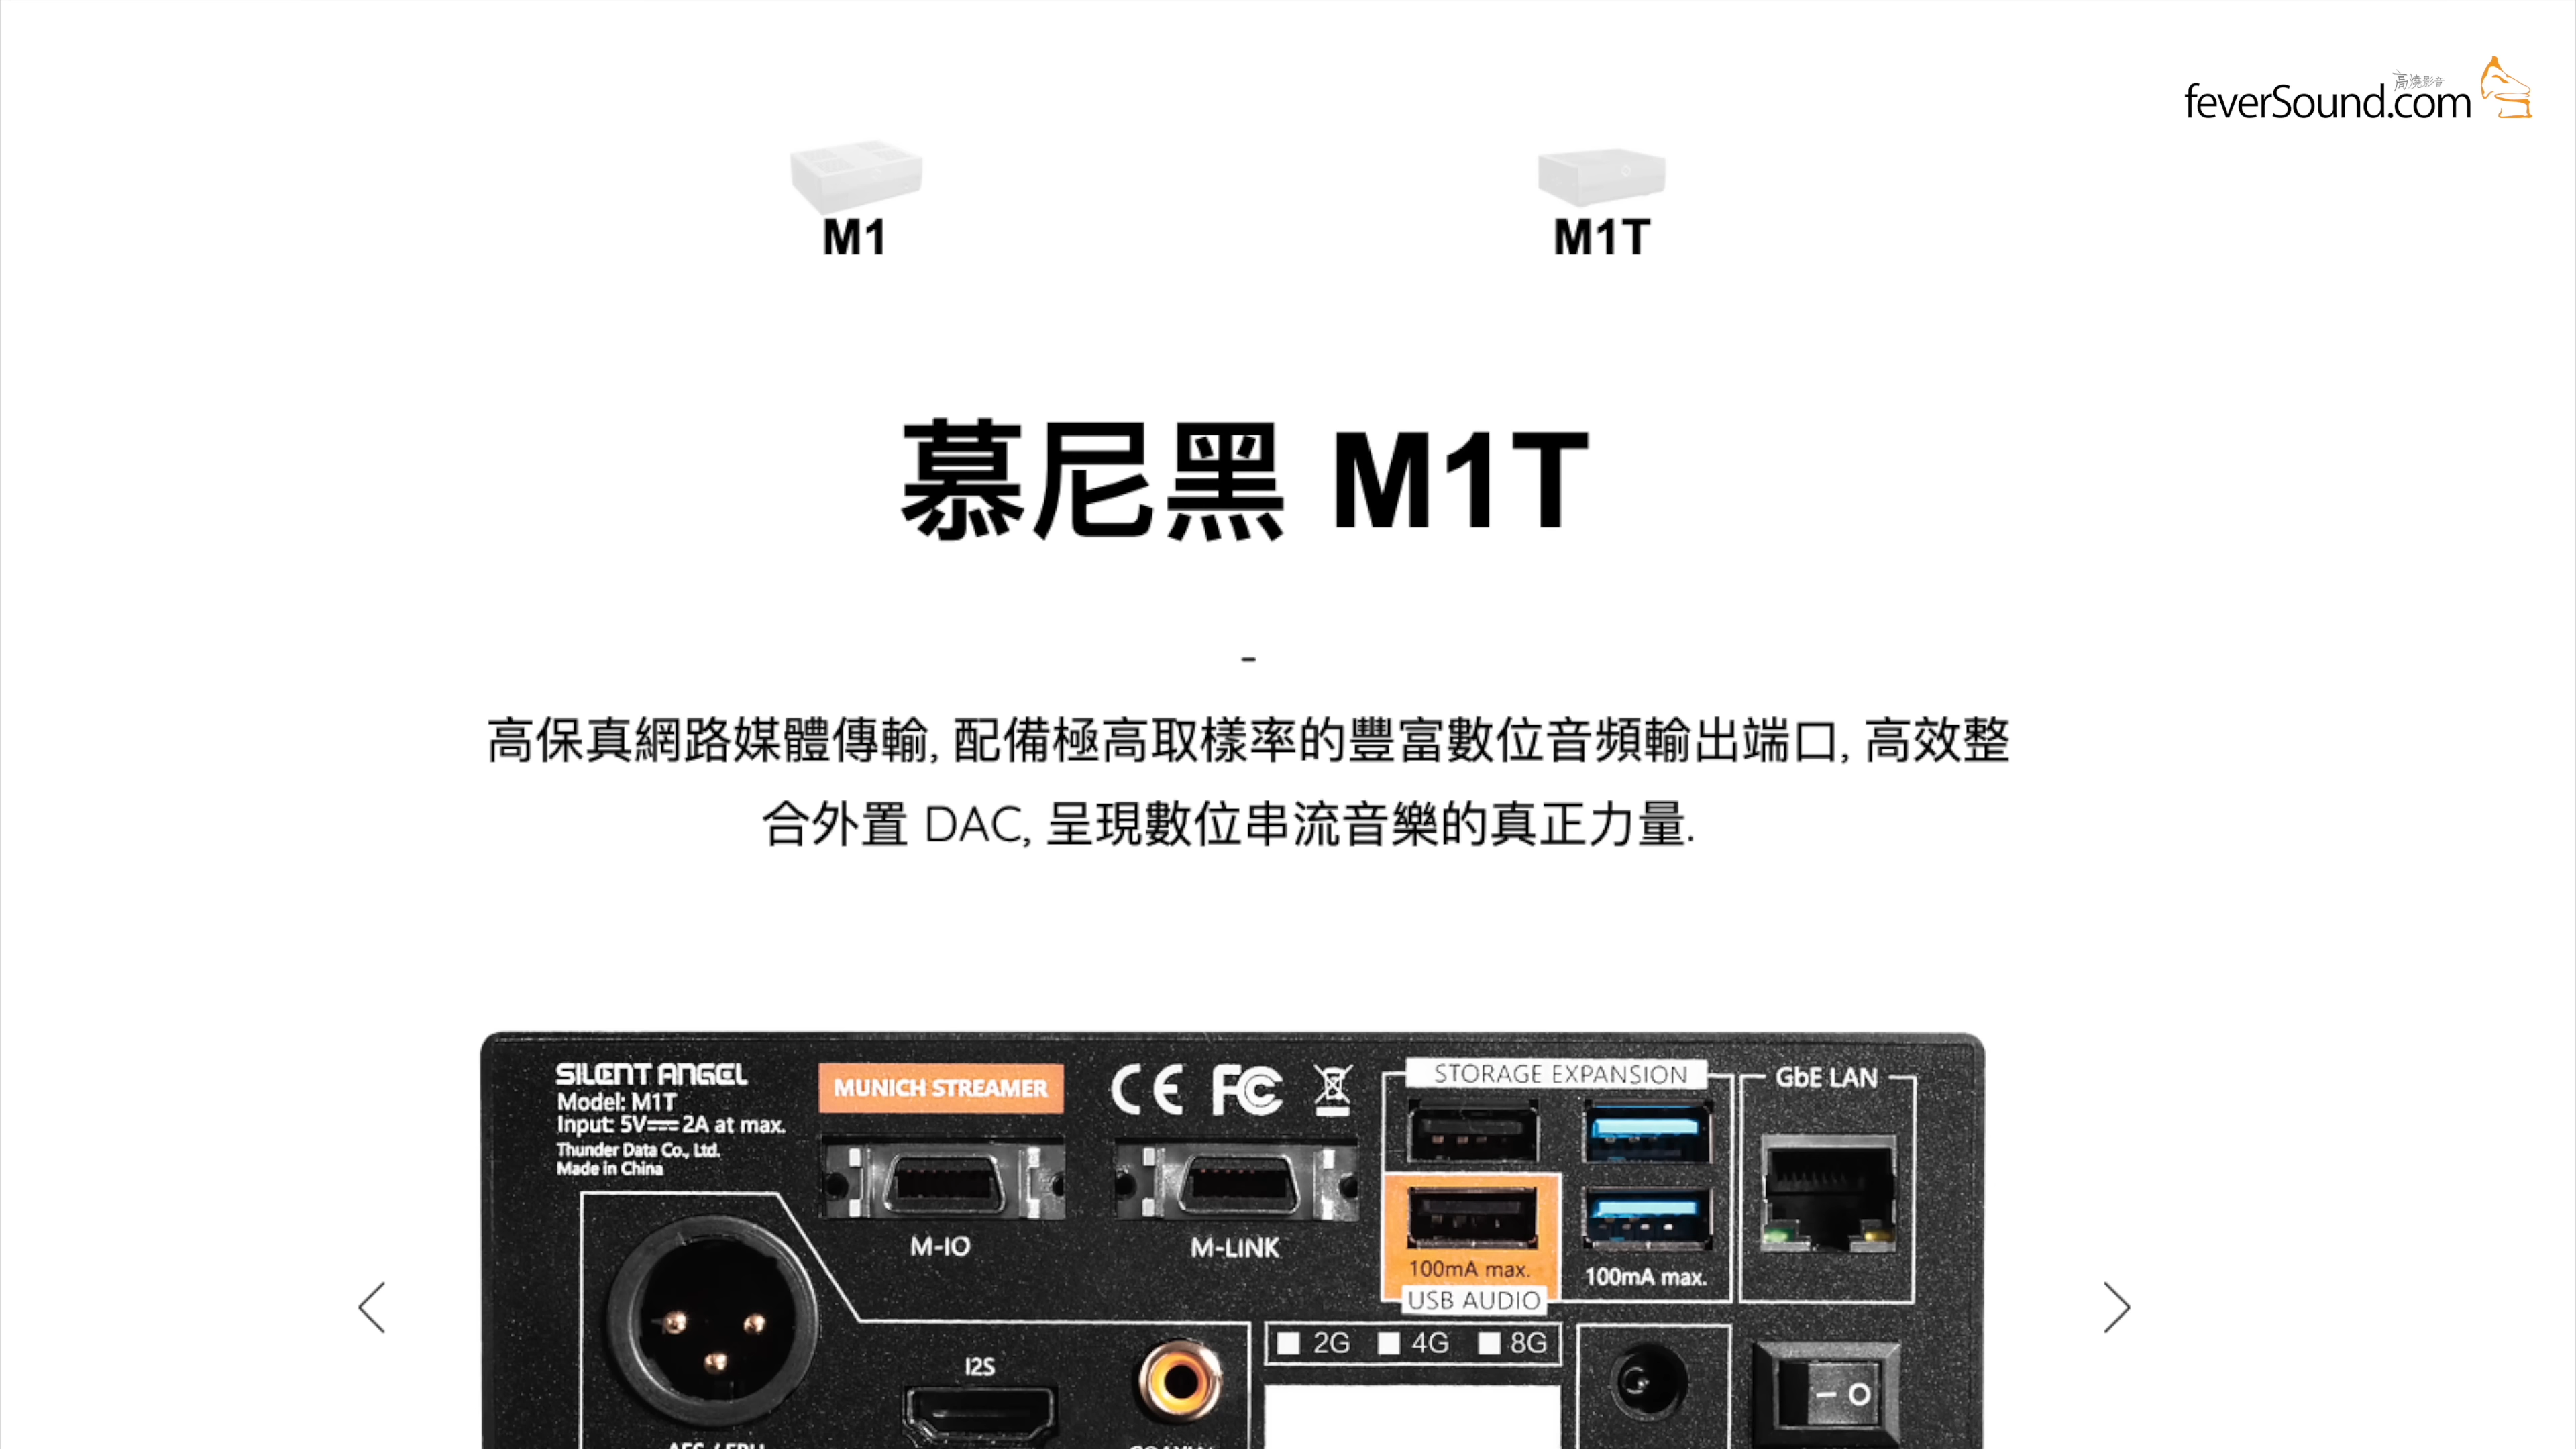 高燒影音
feverSound.com
M1
M1T
慕尼黑 M1T
-
高保真網路媒體傳輸, 配備極高取樣率的豐富數位音頻輸出端口, 高效整
合外置 DAC, 呈現數位串流音樂的真正力量.
SILENT ANGEL
Model: M1T
Input: 5V⎓2A at max.
Thunder Data Co., Ltd.
Made in China
MUNICH STREAMER
CE FC
STORAGE EXPANSION
GbE LAN
M-IO
M-LINK
100mA max.
100mA max.
USB AUDIO
2G 4G 8G
I2S